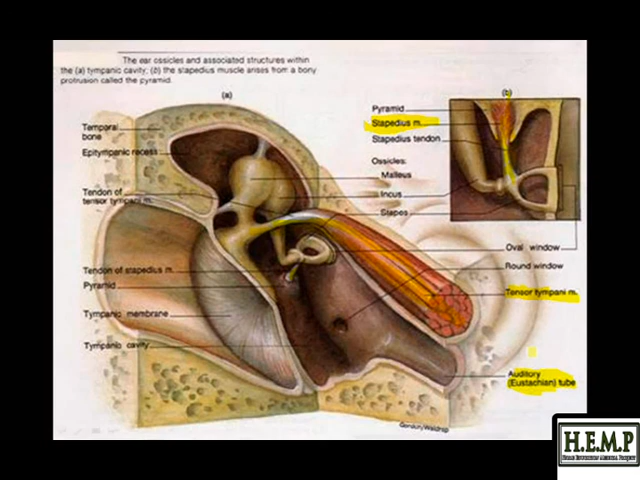 The ear ossicles and associated structures within
the (a) tympanic cavity; (b) the stapedius muscle arises from a bony
protrusion called the pyramid.
(a)
(b)
Temporal
bone
Epitympanic recess
Tendon of
tensor tympani m.
Tendon of stapedius m.
Pyramid
Tympanic membrane
Tympanic cavity
Pyramid
Stapedius m.
Stapedius tendon
Ossicles:
Malleus
Incus
Stapes
Oval window
Round window
Tensor tympani m.
Auditory
(Eustachian) tube
H.E.M.P